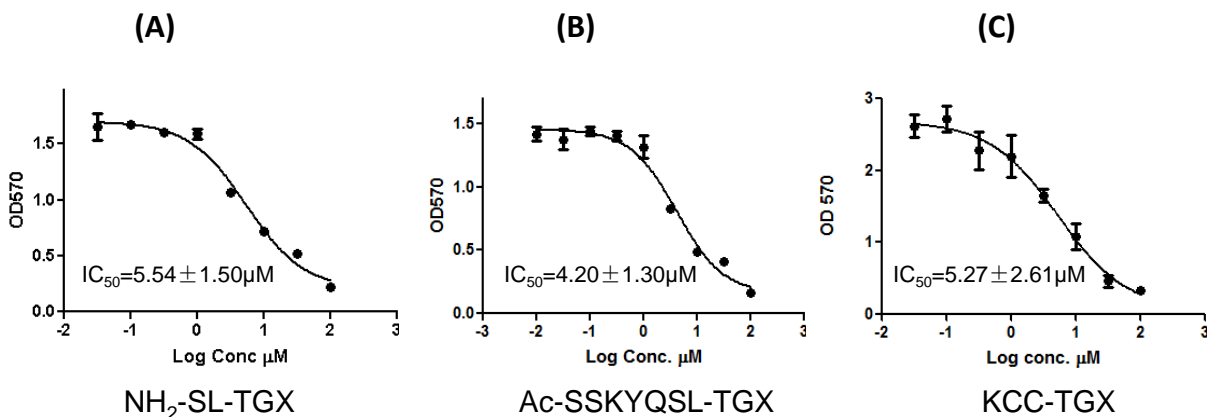 (A)
(B)
(C)
OD570
1.5
1.0
0.5
0.0
IC₅₀=5.54±1.50µM
-2 -1 0 1 2 3
Log Conc µM
NH₂-SL-TGX
OD570
1.5
1.0
0.5
0.0
IC₅₀=4.20±1.30µM
-3 -2 -1 0 1 2 3
Log Conc. µM
Ac-SSKYQSL-TGX
OD 570
3
2
1
0
IC₅₀=5.27±2.61µM
-2 -1 0 1 2 3
Log conc. µM
KCC-TGX